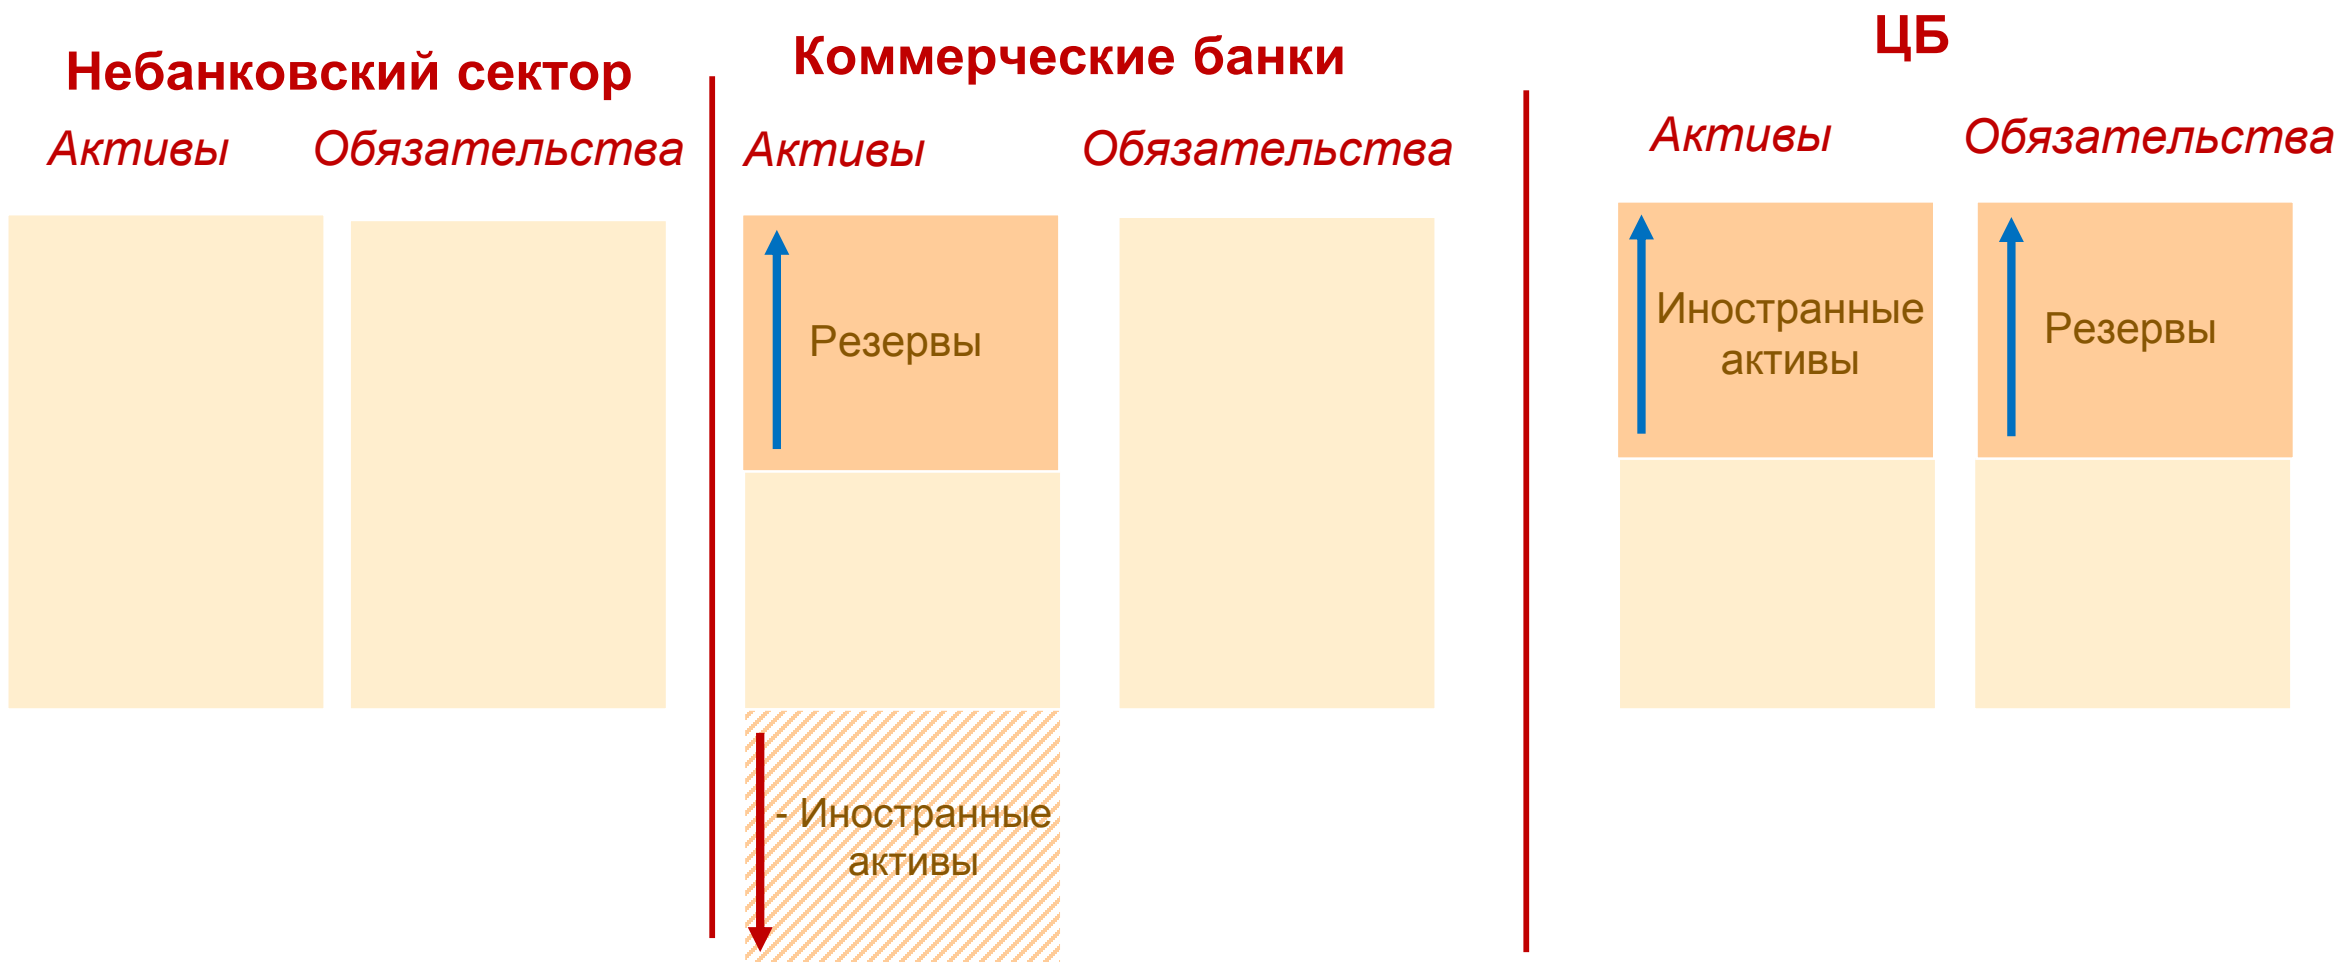 Небанковский сектор
Активы
Обязательства
Коммерческие банки
Активы
Обязательства
Резервы
- Иностранные
активы
ЦБ
Активы
Обязательства
Иностранные
активы
Резервы